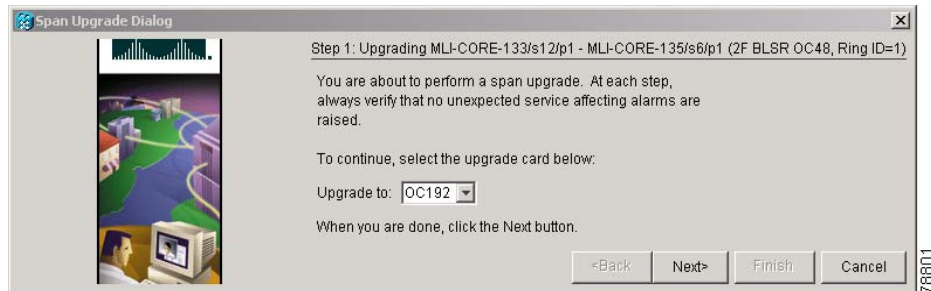 Span Upgrade Dialog
Step 1: Upgrading MLI-CORE-133/s12/p1 - MLI-CORE-135/s6/p1 (2F BLSR OC48, Ring ID=1)
You are about to perform a span upgrade. At each step,
always verify that no unexpected service affecting alarms are
raised.
To continue, select the upgrade card below:
Upgrade to: OC192
When you are done, click the Next button.
<Back Next> Finish Cancel
78801